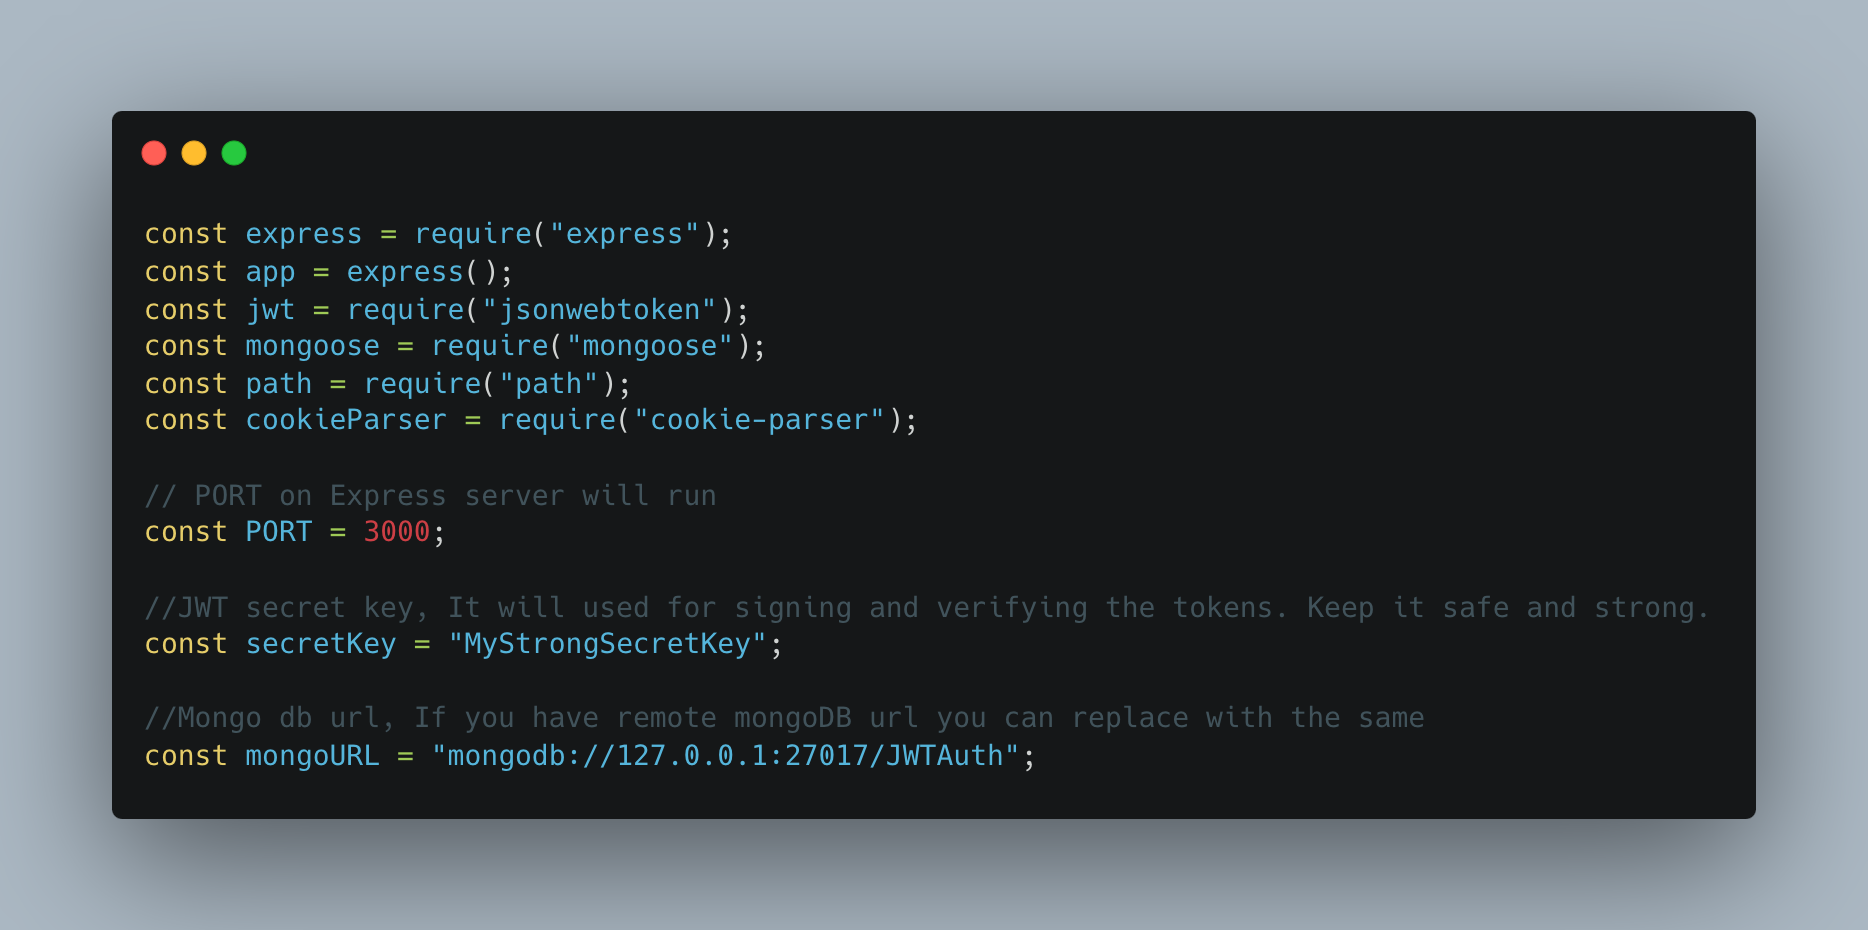 const express = require("express");
const app = express();
const jwt = require("jsonwebtoken");
const mongoose = require("mongoose");
const path = require("path");
const cookieParser = require("cookie-parser");
// PORT on Express server will run
const PORT = 3000;
//JWT secret key, It will used for signing and verifying the tokens. Keep it safe and strong.
const secretKey = "MyStrongSecretKey";
//Mongo db url, If you have remote mongoDB url you can replace with the same
const mongoURL = "mongodb://127.0.0.1:27017/JWTAuth";